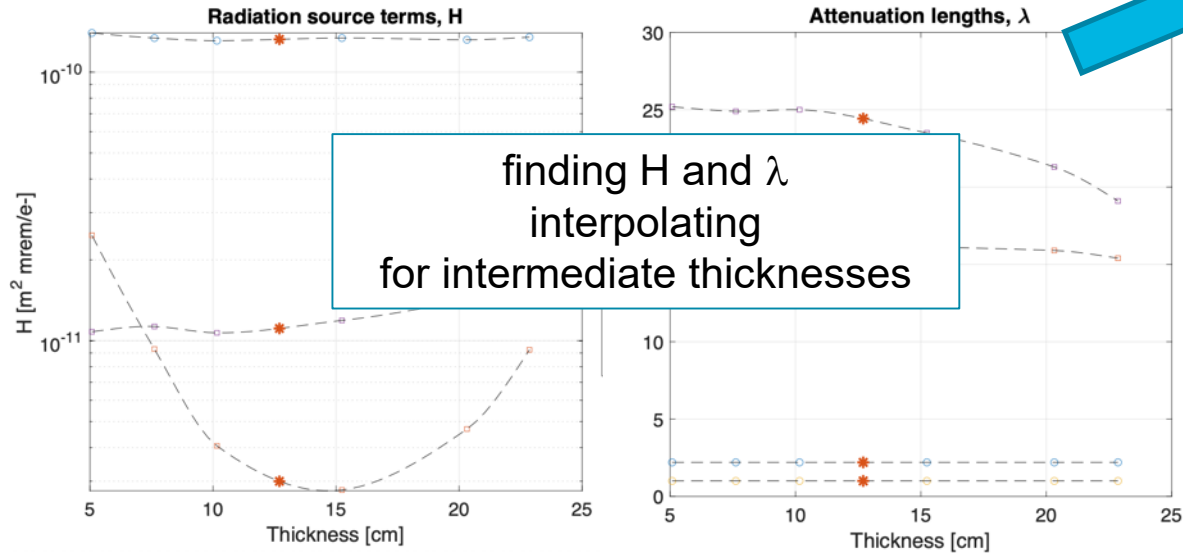 Radiation source terms, H
10^-10
10^-11
H [m^2 mrem/e-]
5 10 15 20 25
Thickness [cm]
Attenuation lengths, λ
30
25
10
5
0
5 10 15 20 25
Thickness [cm]
finding H and λ
interpolating
for intermediate thicknesses